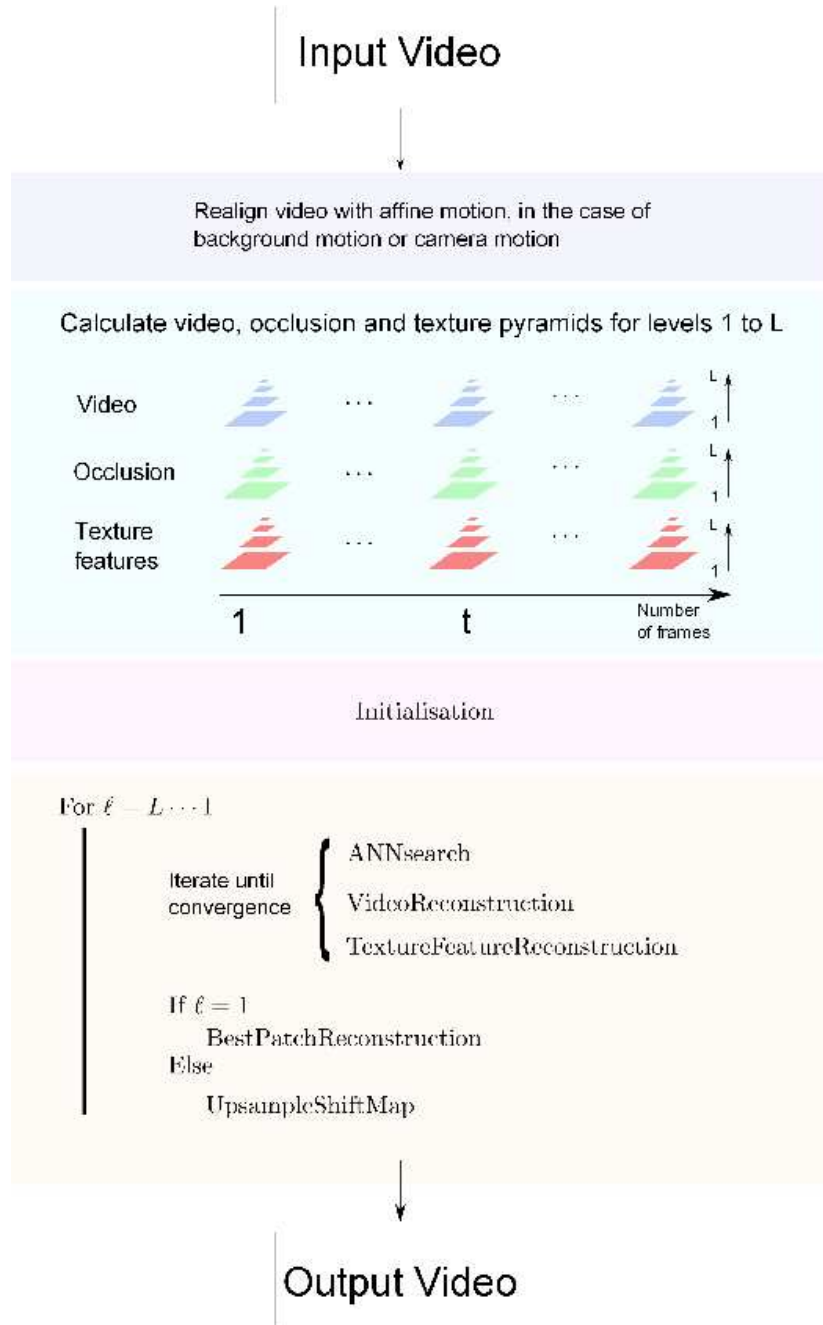 Input Video
Realign video with affine motion, in the case of
background motion or camera motion
Calculate video, occlusion and texture pyramids for levels 1 to L
Video
... ...
L
1
Occlusion
... ...
L
1
Texture
features
... ...
L
1
1 t
Number
of frames
Initialisation
For ℓ = L ··· 1
Iterate until
convergence
{
ANNsearch
VideoReconstruction
TextureFeatureReconstruction
If ℓ = 1
BestPatchReconstruction
Else
UpsampleShiftMap
Output Video